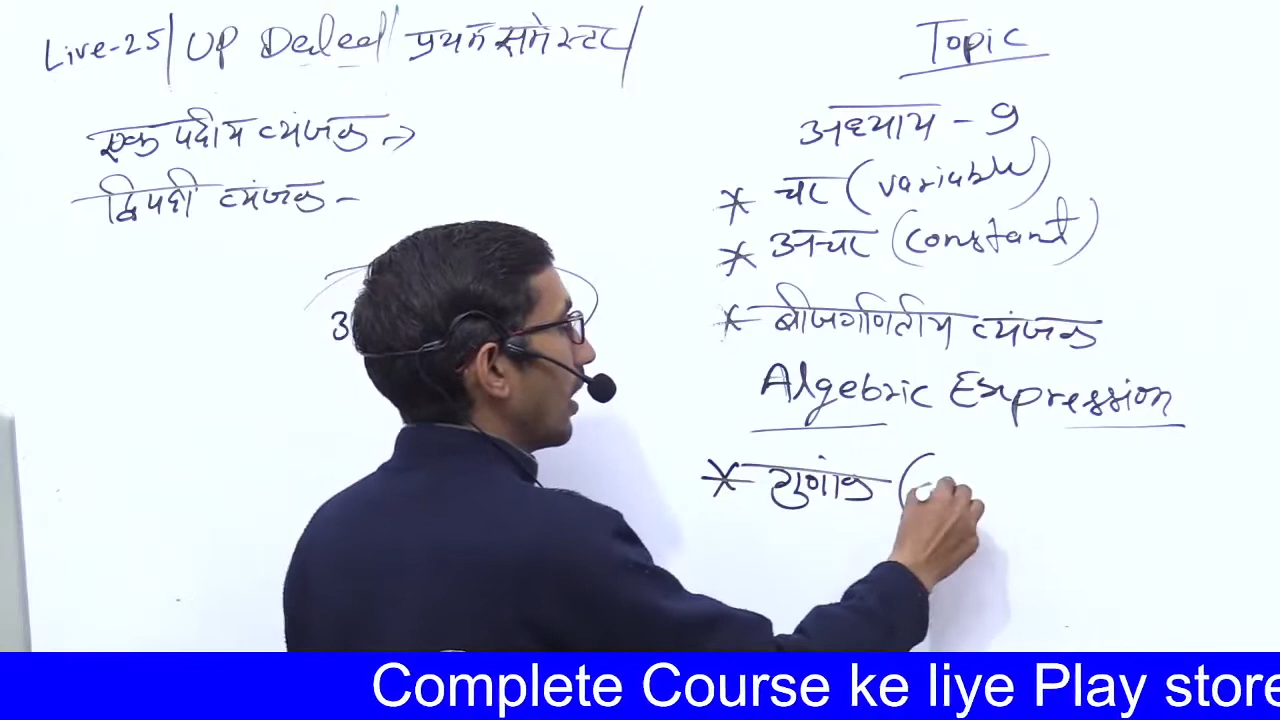 Live-25/ UP Deled/ प्रथम सेमेस्टर/
एक पदीय व्यंजक →
द्विपदी व्यंजक -
3
Topic
अध्याय - 9
* चर (variable)
* अचर (constant)
* बीजगणितीय व्यंजक
Algebric Expression
* गुणांक (
Complete Course ke liye Play store